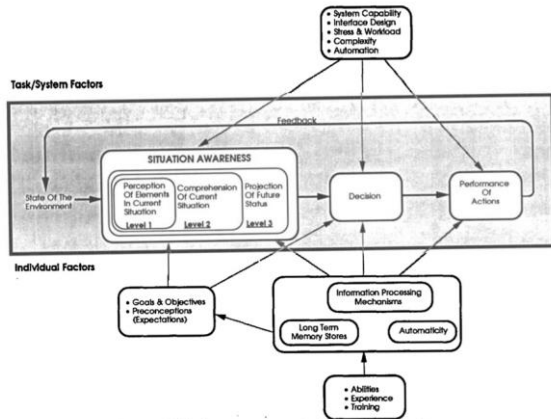 • System Capability
• Interface Design
• Stress & Workload
• Complexity
• Automation
Task/System Factors
Feedback
SITUATION AWARENESS
State Of The
Environment
Perception
Of Elements
In Current
Situation
Level 1
Comprehension
Of Current
Situation
Level 2
Projection
Of Future
Status
Level 3
Decision
Performance
Of
Actions
Individual Factors
• Goals & Objectives
• Preconceptions
(Expectations)
Information Processing
Mechanisms
Long Term
Memory Stores
Automaticity
• Abilities
• Experience
• Training